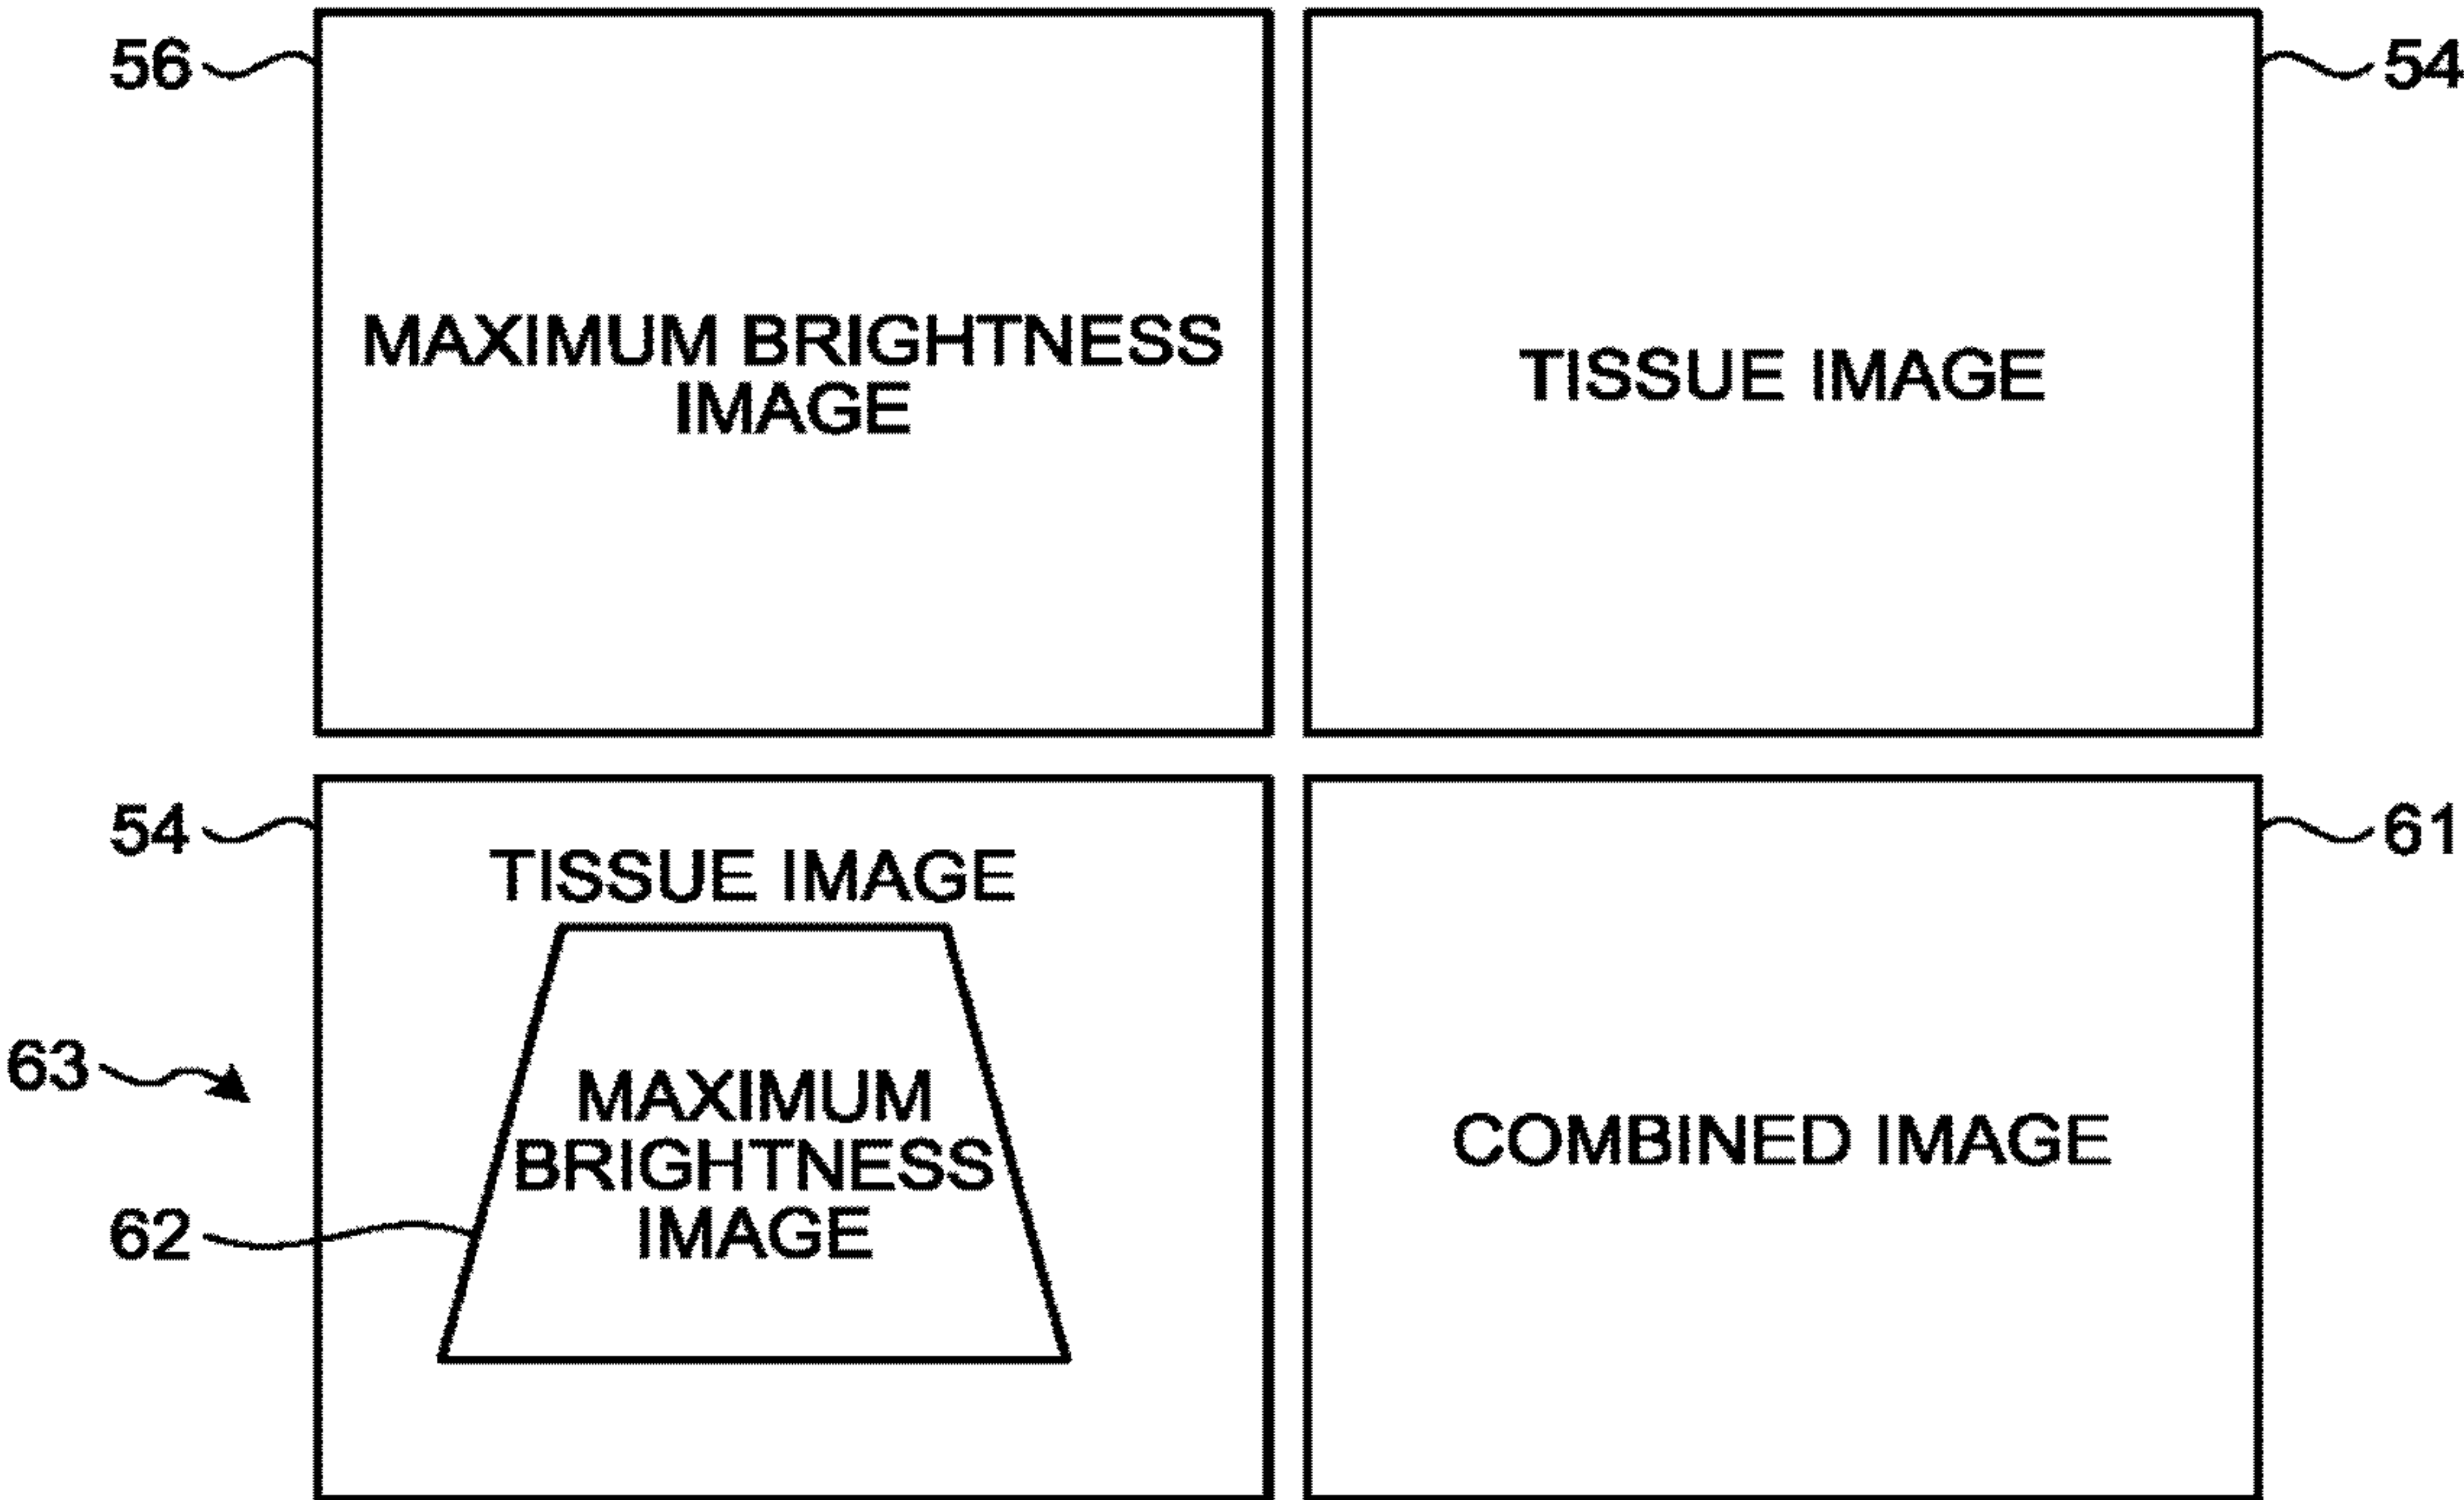 56
MAXIMUM BRIGHTNESS
IMAGE
TISSUE IMAGE
54
54
TISSUE IMAGE
63
MAXIMUM
BRIGHTNESS
IMAGE
62
COMBINED IMAGE
61